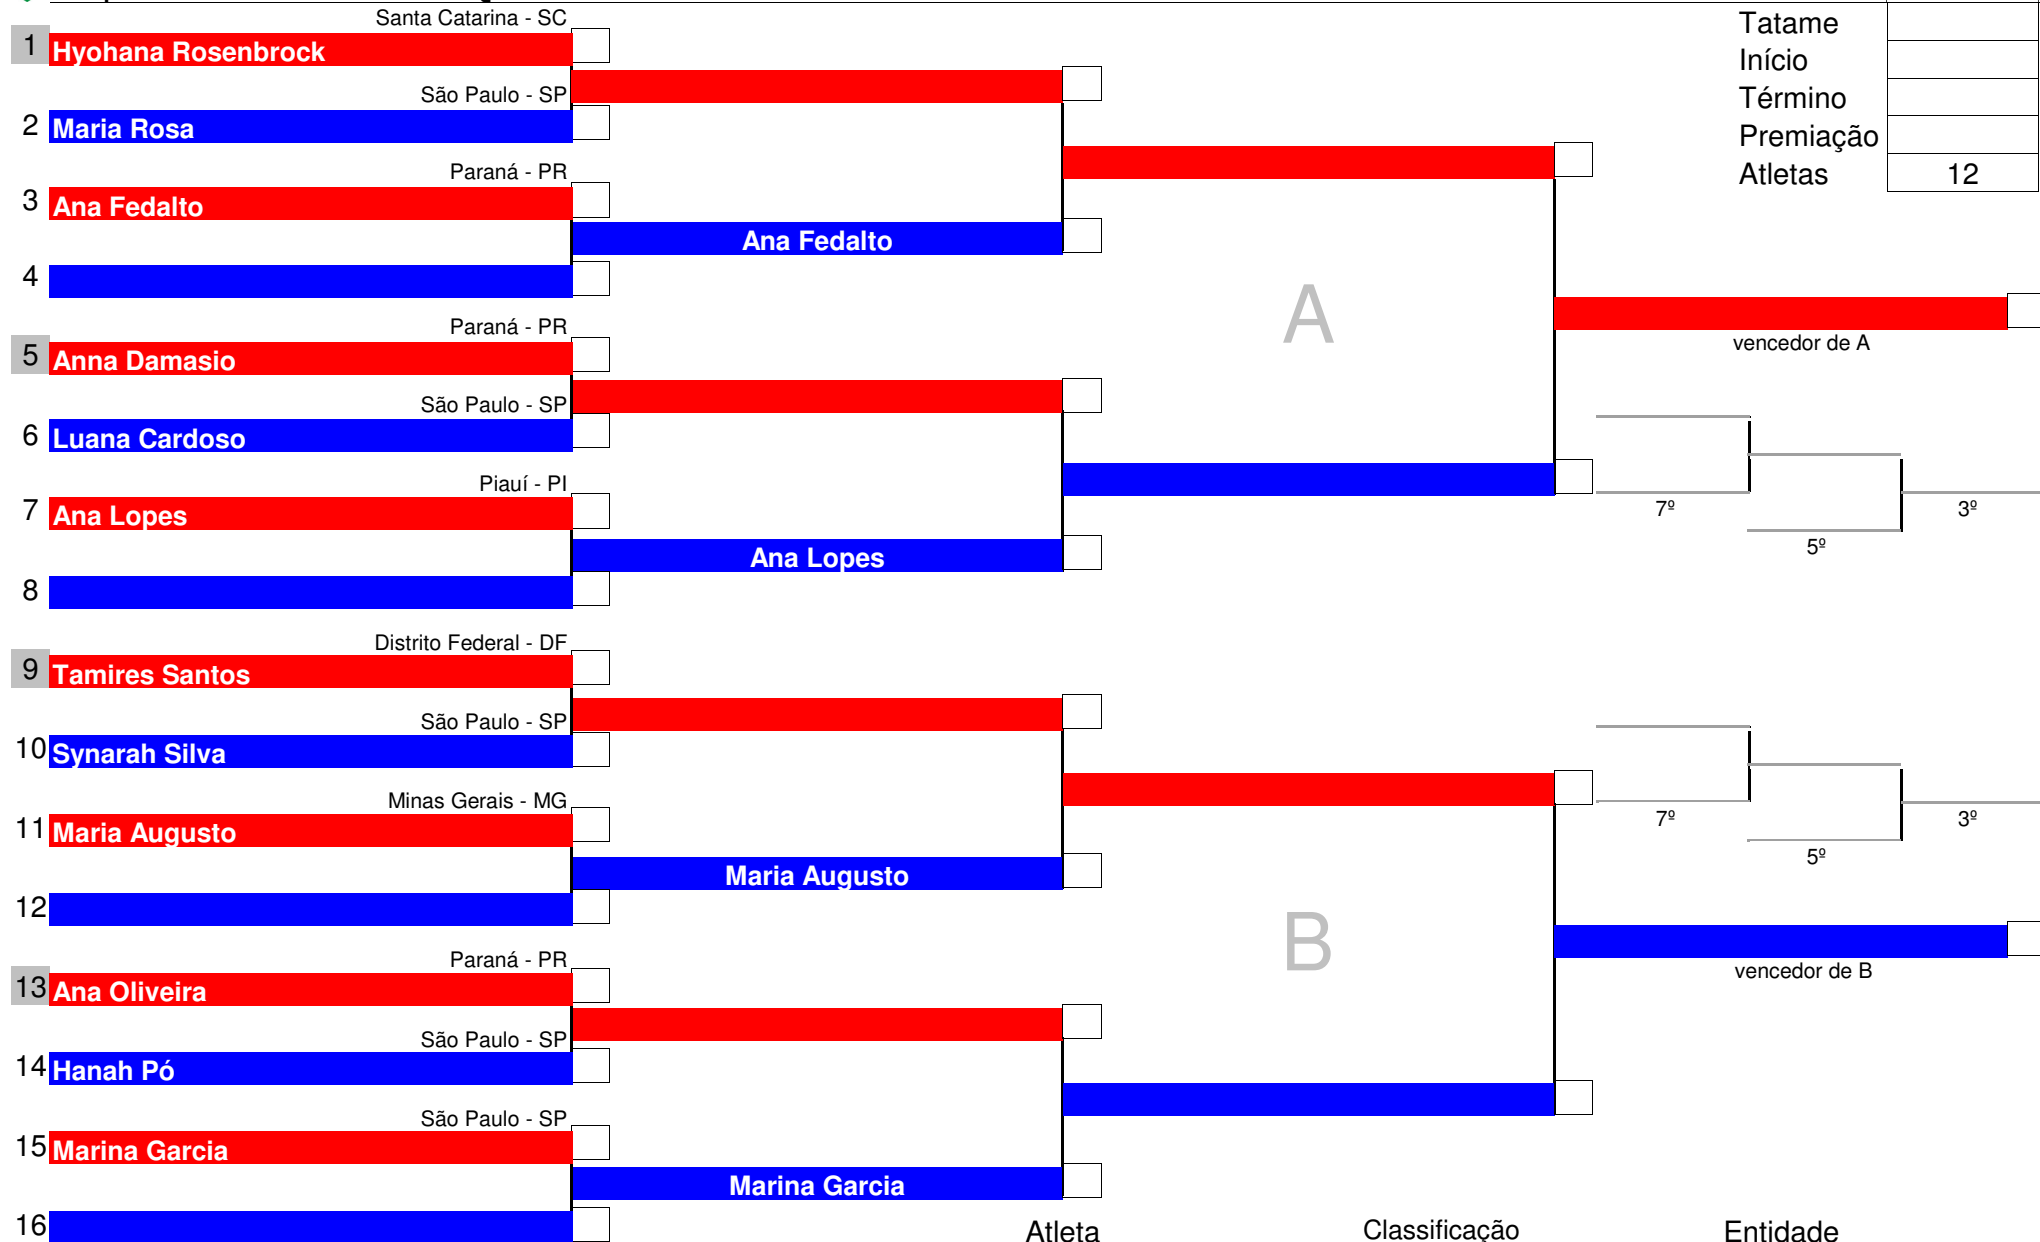 Santa Catarina - SC
1 Hyohana Rosenbrock
São Paulo - SP
2 Maria Rosa
Paraná - PR
3 Ana Fedalto
Ana Fedalto
4
Paraná - PR
5 Anna Damasio
São Paulo - SP
6 Luana Cardoso
Piauí - PI
7 Ana Lopes
Ana Lopes
8
Distrito Federal - DF
9 Tamires Santos
São Paulo - SP
10 Synarah Silva
Minas Gerais - MG
11 Maria Augusto
Maria Augusto
12
Paraná - PR
13 Ana Oliveira
São Paulo - SP
14 Hanah Pó
São Paulo - SP
15 Marina Garcia
Marina Garcia
16
A
B
Tatame
Início
Término
Premiação
Atletas 12
vencedor de A
7º
3º
5º
7º
3º
5º
vencedor de B
Atleta Classificação Entidade